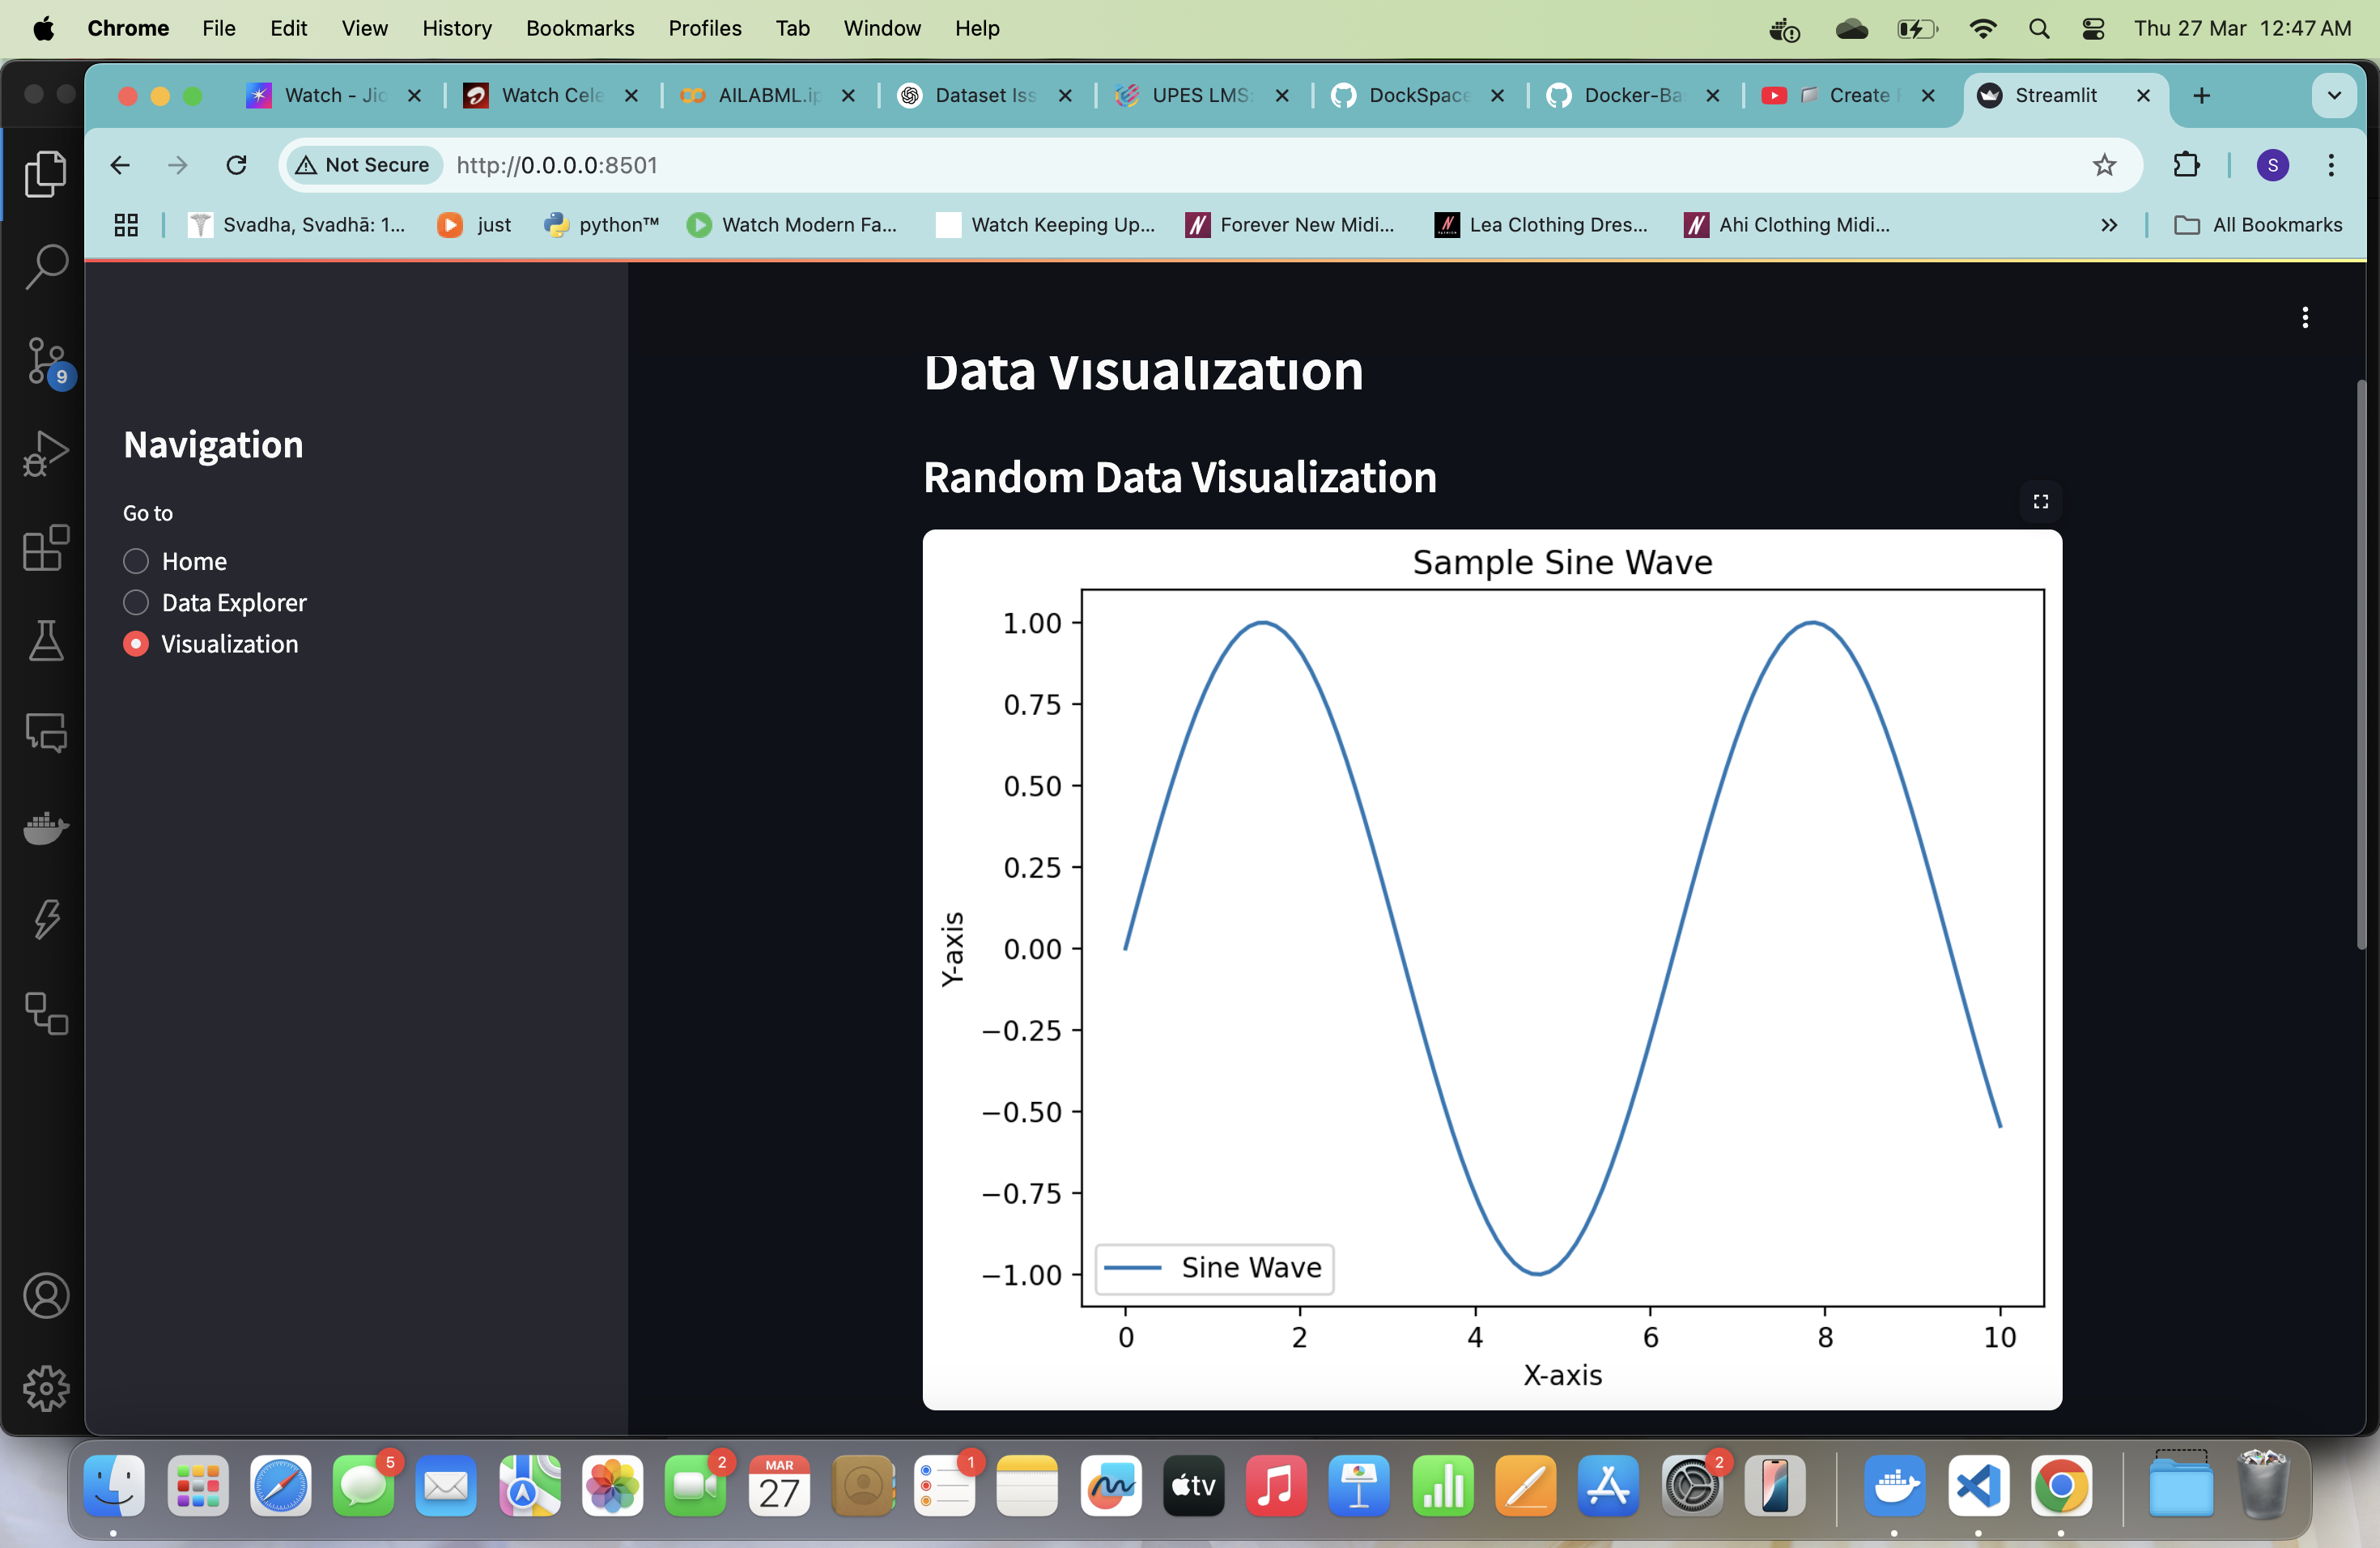 Chrome File Edit View History Bookmarks Profiles Tab Window Help Thu 27 Mar 12:47 AM
Watch - Jio Watch Cele AILABML.ip Dataset Iss UPES LMS: DockSpace Docker-Ba Create Streamlit
Not Secure http://0.0.0.0:8501 S
Svadha, Svadhā: 1... just python™ Watch Modern Fa... Watch Keeping Up... Forever New Midi... Lea Clothing Dres... Ahi Clothing Midi... All Bookmarks
9
Navigation
Go to
Home
Data Explorer
Visualization
Data Visualization
Random Data Visualization
Sample Sine Wave
1.00
0.75
0.50
0.25
0.00
−0.25
−0.50
−0.75
−1.00
Y-axis
Sine Wave
0 2 4 6 8 10
X-axis
5 2 MAR 27 1 tv 2